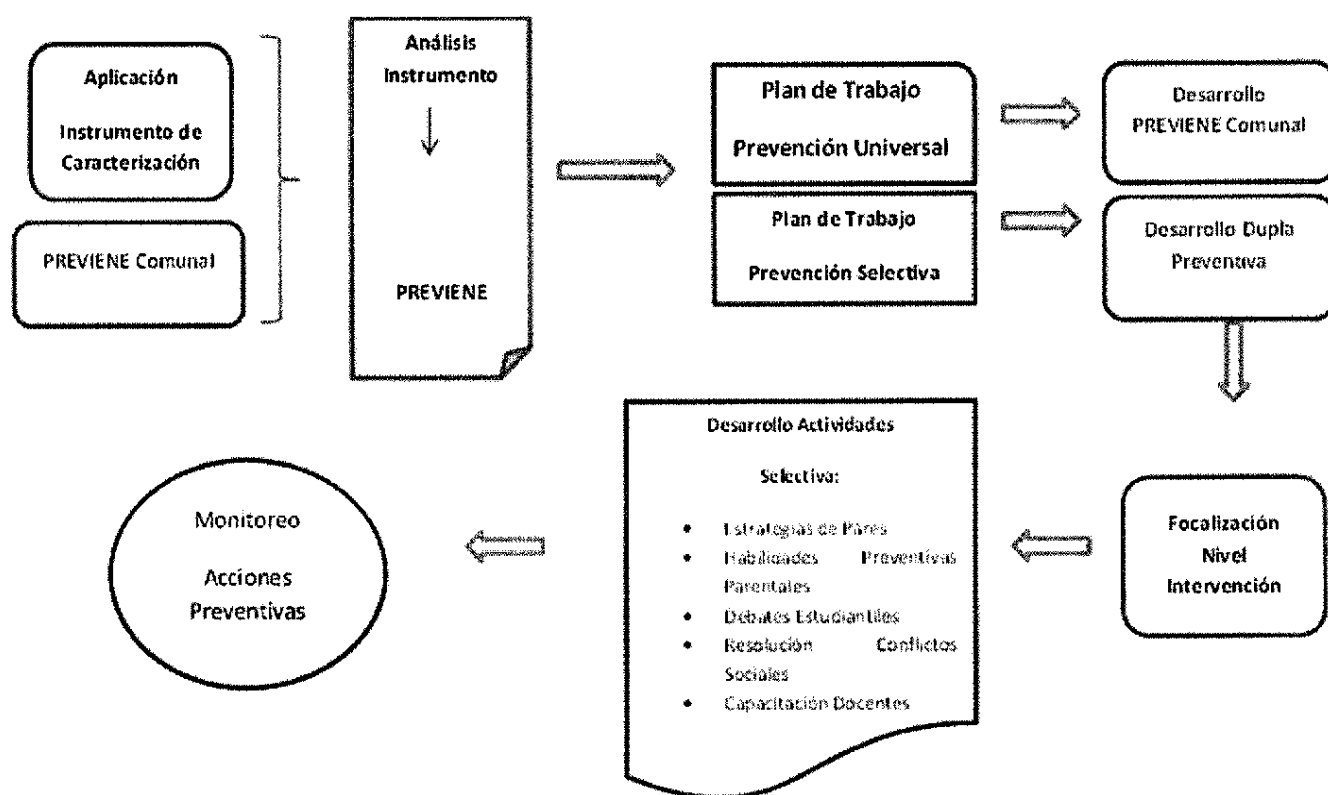 Aplicación
Instrumento de
Caracterización
PREVIENE Comunal
Análisis
Instrumento
PREVIENE
Plan de Trabajo
Prevención Universal
Plan de Trabajo
Prevención Selectiva
Desarrollo
PREVIENE Comunal
Desarrollo Dupla
Preventiva
Focalización
Nivel
Intervención
Desarrollo Actividades
Selectiva:
• Estrategias de Pares
• Habilidades Preventivas
Parentales
• Debates Estudiantiles
• Resolución Conflictos
Sociales
• Capacitación Docentes
Monitoreo
Acciones
Preventivas